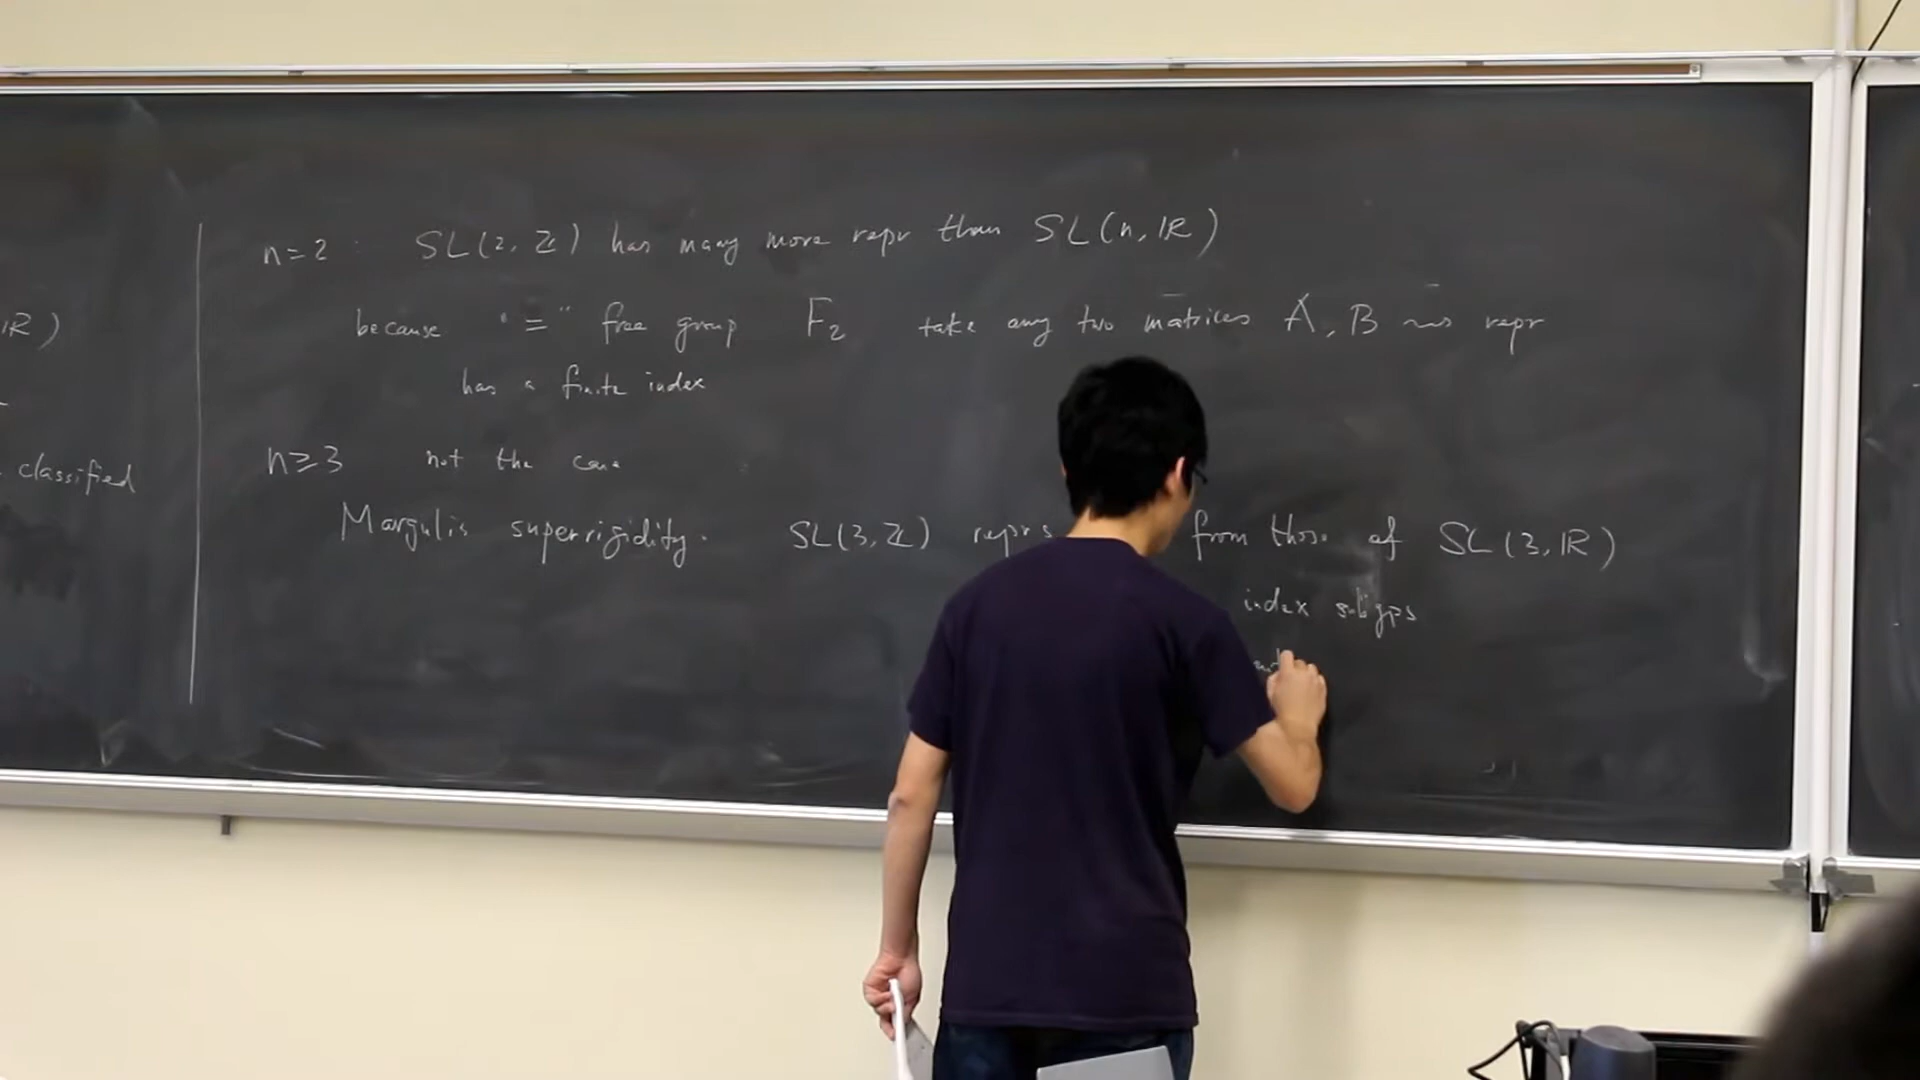 IR)
classified
n=2 : SL(2, ℤ) has many more repr than SL(n, IR)
because "=" free group F₂ take any two matrices A, B ⇝ repr
has a finite index
n≥3 not the case
Margulis superrigidity. SL(3, ℤ) reprs from those of SL(3, IR)
index subgps